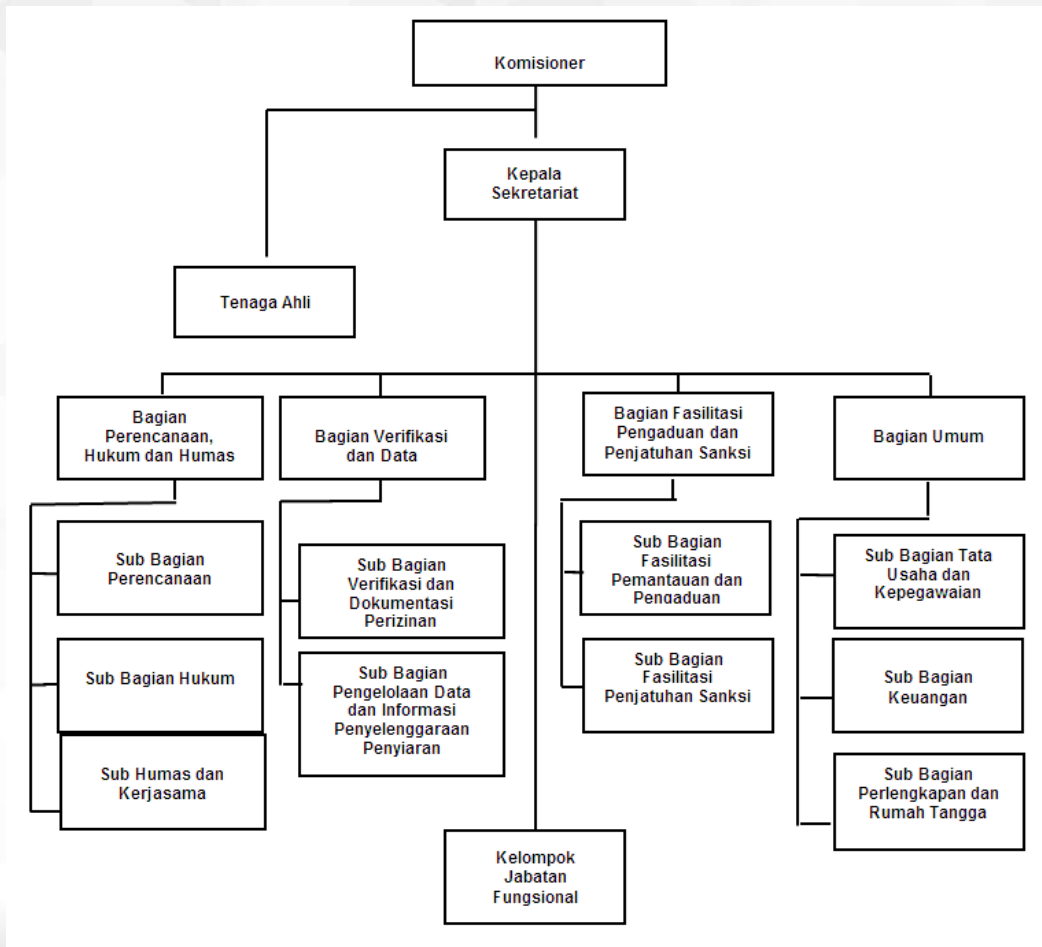 Komisioner
Kepala
Sekretariat
Tenaga Ahli
Bagian
Perencanaan,
Hukum dan Humas
Bagian Verifikasi
dan Data
Bagian Fasilitasi
Pengaduan dan
Penjatuhan Sanksi
Bagian Umum
Sub Bagian
Perencanaan
Sub Bagian Hukum
Sub Humas dan
Kerjasama
Sub Bagian
Verifikasi dan
Dokumentasi
Perizinan
Sub Bagian
Pengelolaan Data
dan Informasi
Penyelenggaraan
Penyiaran
Sub Bagian
Fasilitasi
Pemantauan dan
Pengaduan
Sub Bagian
Fasilitasi
Penjatuhan Sanksi
Sub Bagian Tata
Usaha dan
Kepegawaian
Sub Bagian
Keuangan
Sub Bagian
Perlengkapan dan
Rumah Tangga
Kelompok
Jabatan
Fungsional